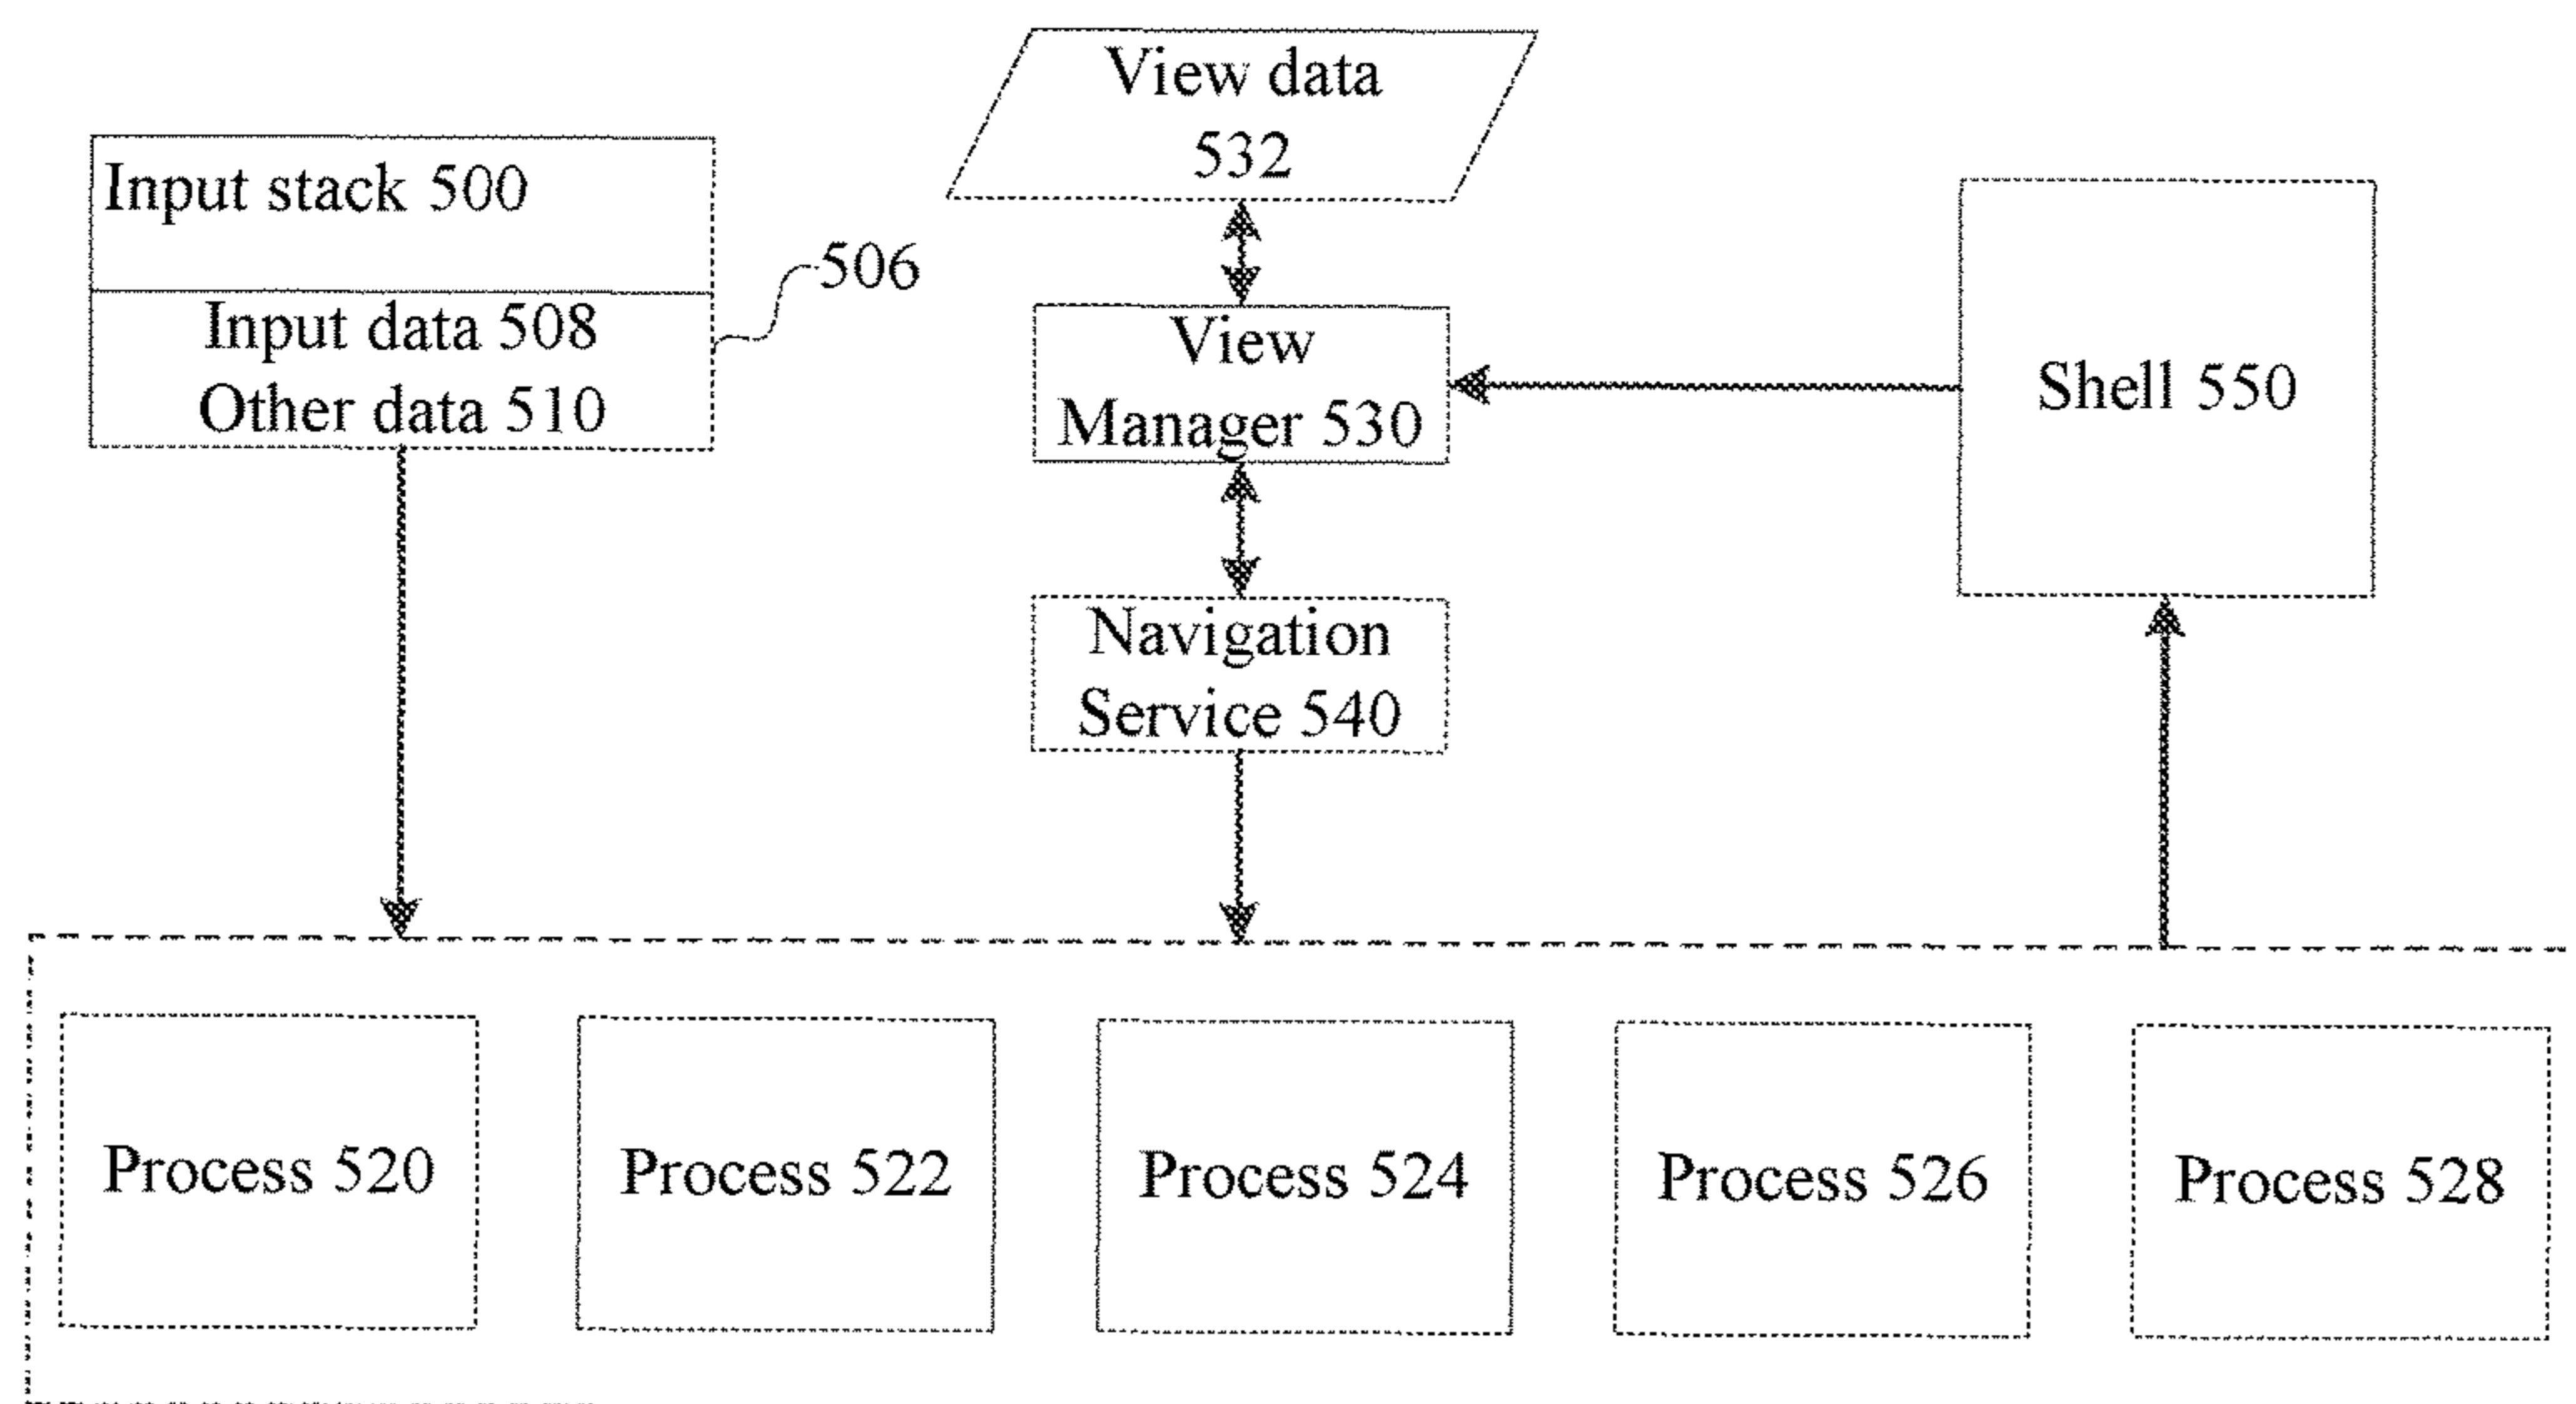 View data
532
Input stack 500
506
Input data 508
Other data 510
View
Manager 530
Shell 550
Navigation
Service 540
Process 520
Process 522
Process 524
Process 526
Process 528